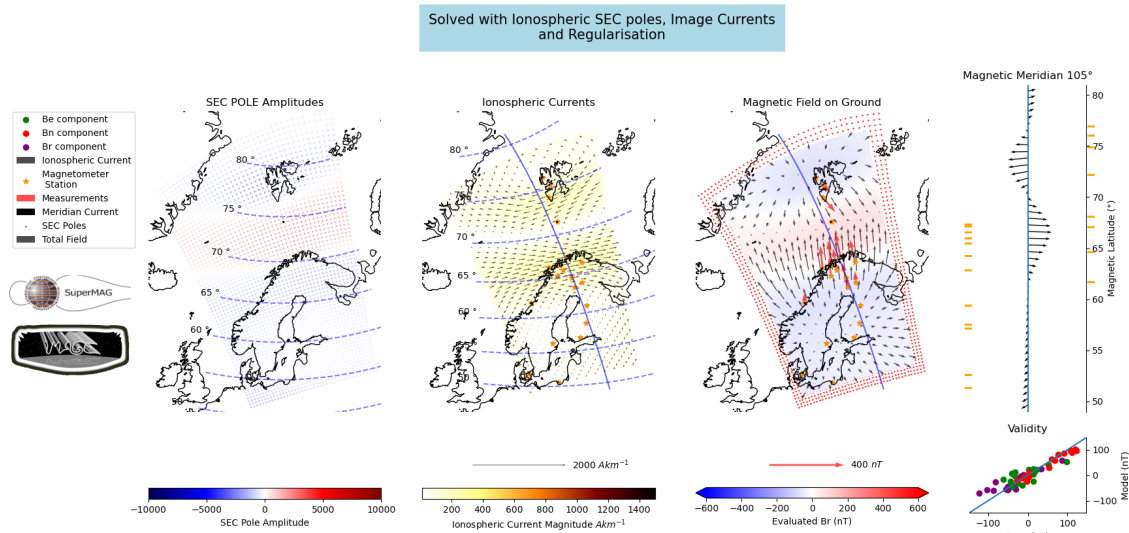 Solved with Ionospheric SEC poles, Image Currents
and Regularisation
SEC POLE Amplitudes
Ionospheric Currents
Magnetic Field on Ground
Magnetic Meridian 105°
Be component
Bn component
Br component
Ionospheric Current
Magnetometer
Station
Measurements
Meridian Current
SEC Poles
Total Field
SuperMAG
80 °
75 °
70 °
65 °
60 °
50
80 °
75 °
70 °
65 °
60 °
50
80
75
70
65
60
55
50
Magnetic Latitude (°)
2000 Akm⁻¹
400 nT
−10000 −5000 0 5000 10000
SEC Pole Amplitude
200 400 600 800 1000 1200 1400
Ionospheric Current Magnitude Akm⁻¹
−600 −400 −200 0 200 400 600
Evaluated Br (nT)
Validity
100
0
−100
Model (nT)
−100 0 100